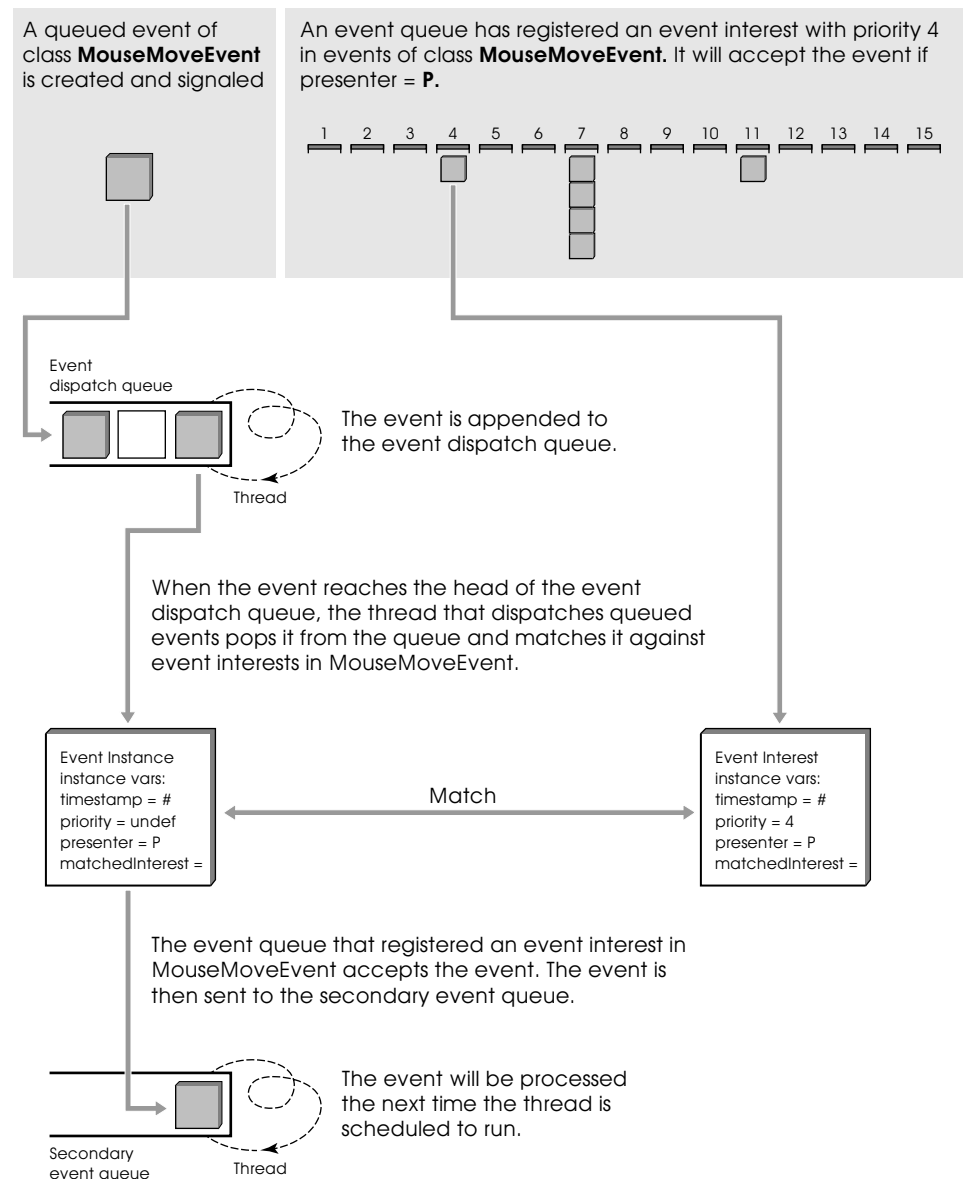 A queued event of
class MouseMoveEvent
is created and signaled
An event queue has registered an event interest with priority 4
in events of class MouseMoveEvent. It will accept the event if
presenter = P.
1 2 3 4 5 6 7 8 9 10 11 12 13 14 15
Event
dispatch queue
The event is appended to
the event dispatch queue.
Thread
When the event reaches the head of the event
dispatch queue, the thread that dispatches queued
events pops it from the queue and matches it against
event interests in MouseMoveEvent.
Event Instance
instance vars:
timestamp = #
priority = undef
presenter = P
matchedInterest =
Match
Event Interest
instance vars:
timestamp = #
priority = 4
presenter = P
matchedInterest =
The event queue that registered an event interest in
MouseMoveEvent accepts the event. The event is
then sent to the secondary event queue.
The event will be processed
the next time the thread is
scheduled to run.
Secondary
event queue
Thread